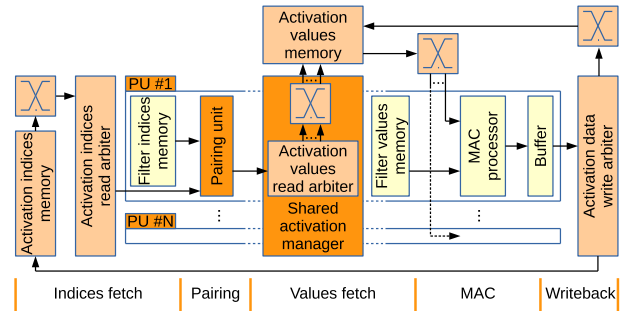 Activation
values
memory
PU #1
Activation indices
memory
Activation indices
read arbiter
Filter indices
memory
Pairing unit
Activation
values
read arbiter
Shared
activation
manager
Filter values
memory
MAC
processor
Buffer
Activation data
write arbiter
PU #N
Indices fetch
Pairing
Values fetch
MAC
Writeback